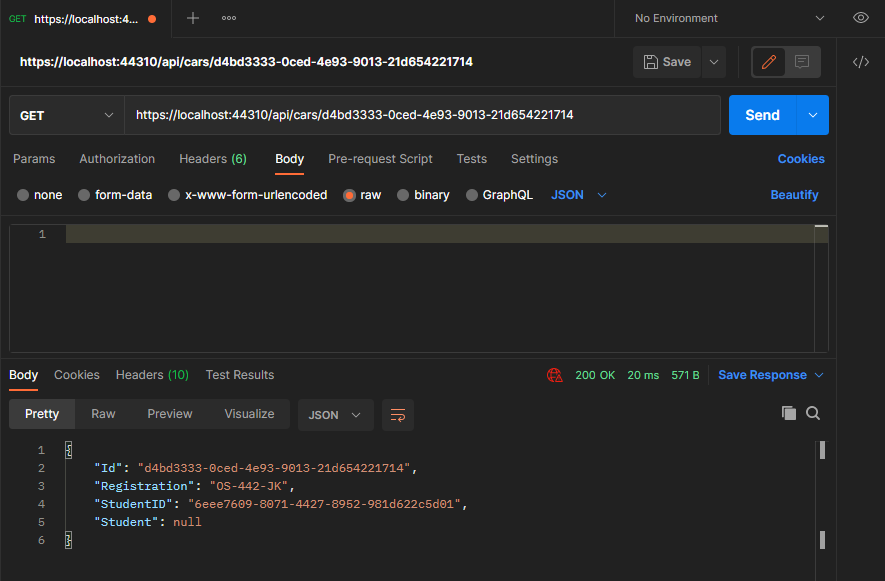 GET https://localhost:4...
No Environment
https://localhost:44310/api/cars/d4bd3333-0ced-4e93-9013-21d654221714
Save
GET https://localhost:44310/api/cars/d4bd3333-0ced-4e93-9013-21d654221714 Send
Params Authorization Headers (6) Body Pre-request Script Tests Settings Cookies
none form-data x-www-form-urlencoded raw binary GraphQL JSON Beautify
1
Body Cookies Headers (10) Test Results 200 OK 20 ms 571 B Save Response
Pretty Raw Preview Visualize JSON
1 {
2 "Id": "d4bd3333-0ced-4e93-9013-21d654221714",
3 "Registration": "OS-442-JK",
4 "StudentID": "6eee7609-8071-4427-8952-981d622c5d01",
5 "Student": null
6 }